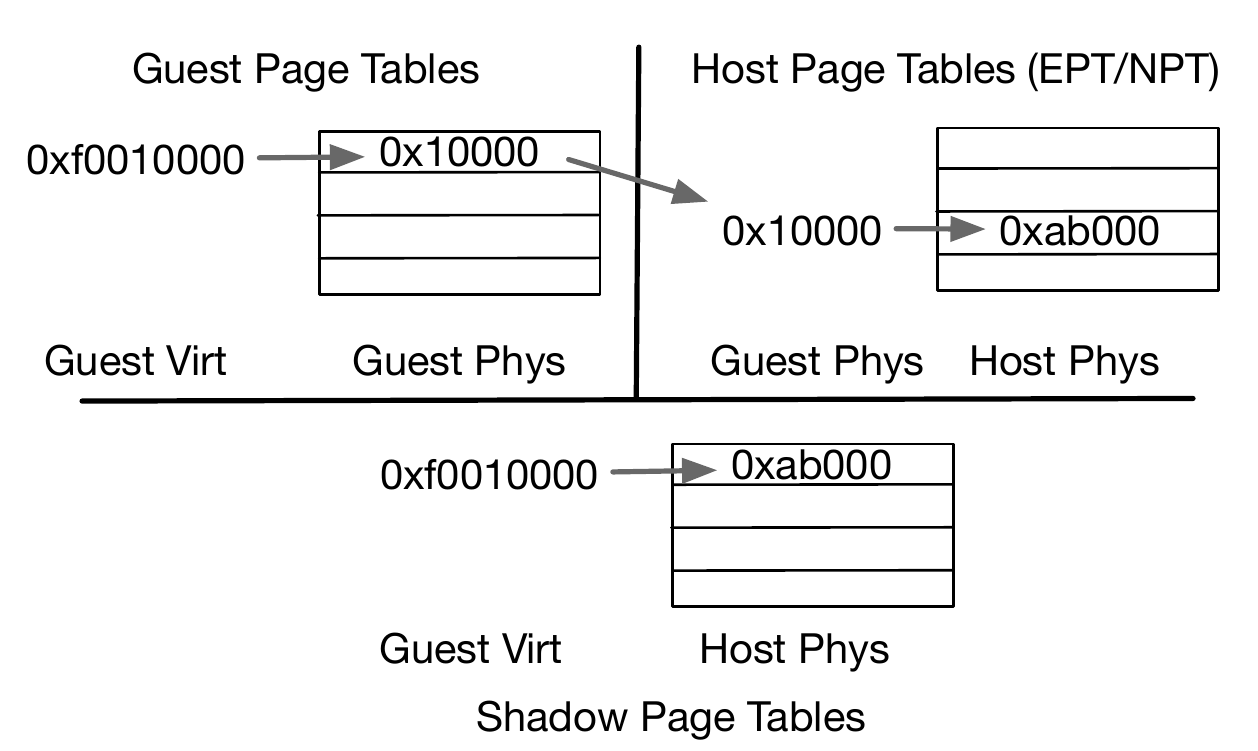 Guest Page Tables
0xf0010000
0x10000
Guest Virt
Guest Phys
Host Page Tables (EPT/NPT)
0x10000
0xab000
Guest Phys
Host Phys
0xf0010000
0xab000
Guest Virt
Host Phys
Shadow Page Tables